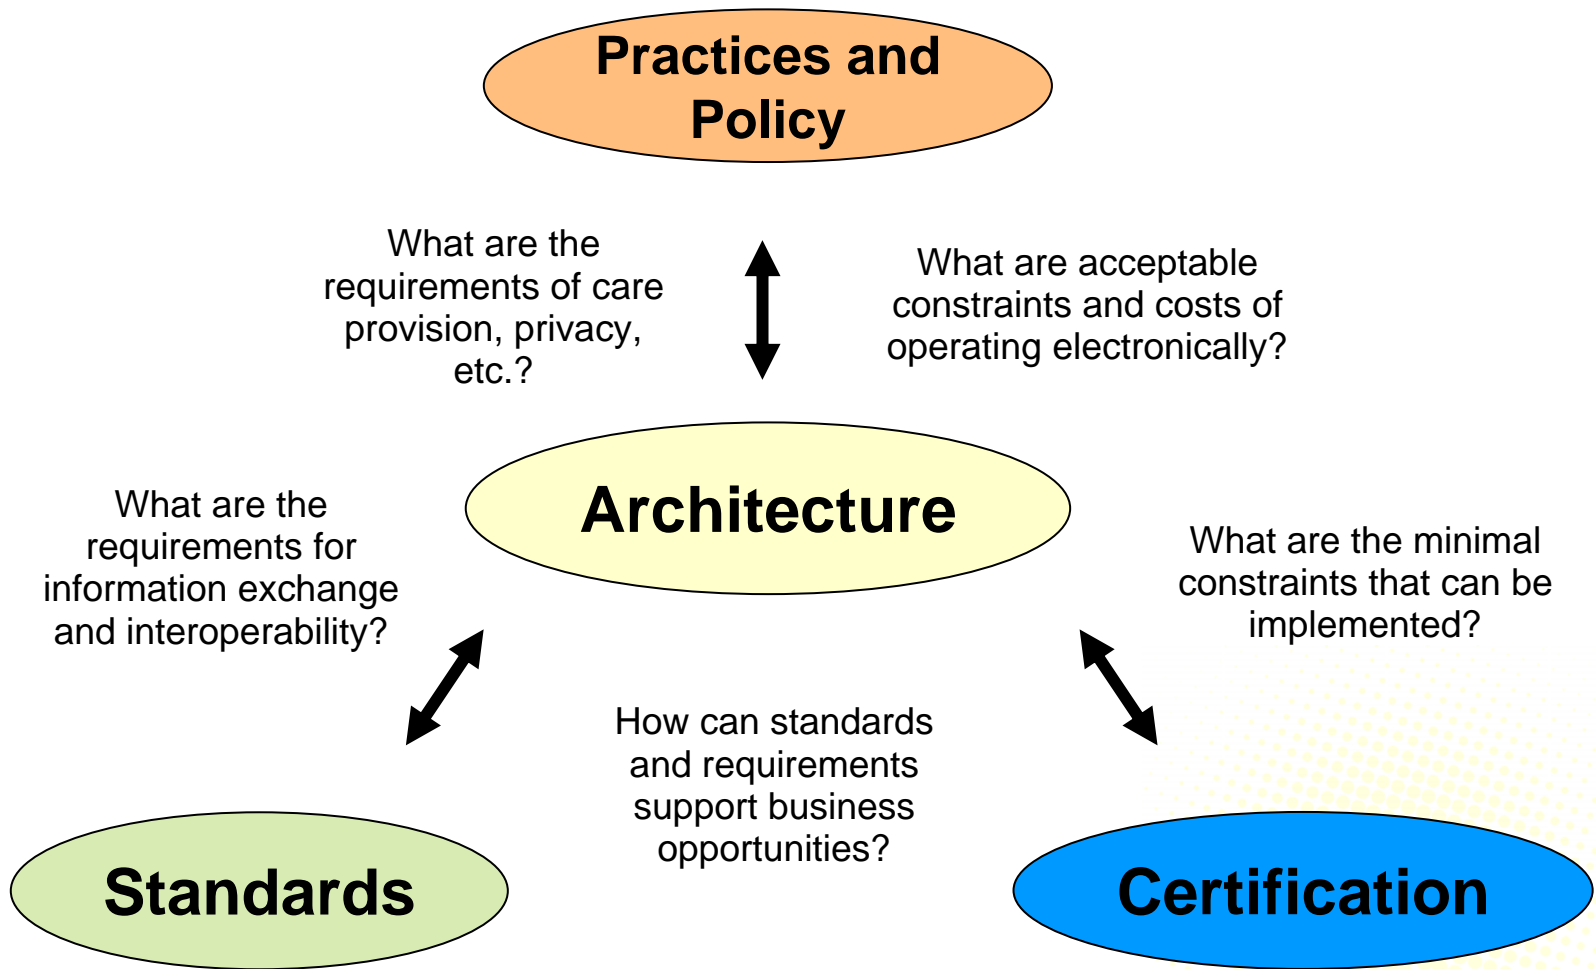 Practices and
Policy
What are the
requirements of care
provision, privacy,
etc.?
What are acceptable
constraints and costs of
operating electronically?
Architecture
What are the
requirements for
information exchange
and interoperability?
What are the minimal
constraints that can be
implemented?
How can standards
and requirements
support business
opportunities?
Standards
Certification